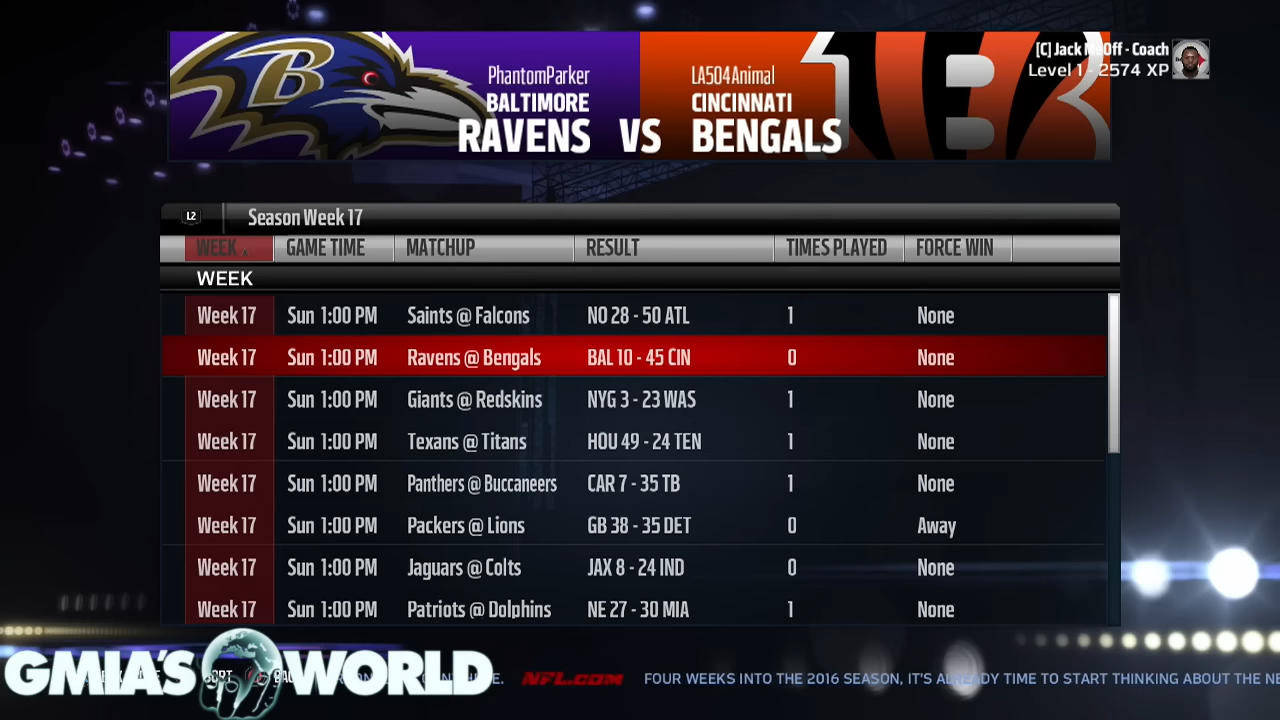 [C] Jack MeOff - Coach
Level 1 - 2574 XP
PhantomParker
BALTIMORE
RAVENS
VS
LA504Animal
CINCINNATI
BENGALS
L2 Season Week 17
WEEK GAME TIME MATCHUP RESULT TIMES PLAYED FORCE WIN
WEEK
Week 17 Sun 1:00 PM Saints @ Falcons NO 28 - 50 ATL 1 None
Week 17 Sun 1:00 PM Ravens @ Bengals BAL 10 - 45 CIN 0 None
Week 17 Sun 1:00 PM Giants @ Redskins NYG 3 - 23 WAS 1 None
Week 17 Sun 1:00 PM Texans @ Titans HOU 49 - 24 TEN 1 None
Week 17 Sun 1:00 PM Panthers @ Buccaneers CAR 7 - 35 TB 1 None
Week 17 Sun 1:00 PM Packers @ Lions GB 38 - 35 DET 0 Away
Week 17 Sun 1:00 PM Jaguars @ Colts JAX 8 - 24 IND 0 None
Week 17 Sun 1:00 PM Patriots @ Dolphins NE 27 - 30 MIA 1 None
GMIA'S WORLD
NFL.COM FOUR WEEKS INTO THE 2016 SEASON, IT'S ALREADY TIME TO START THINKING ABOUT THE NE